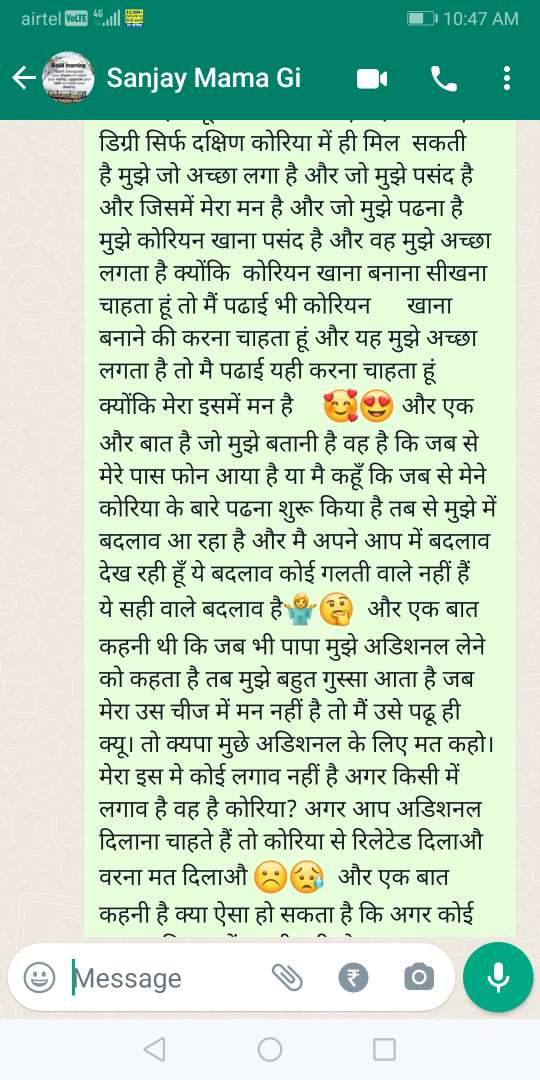 airtel VoLTE 4G 10:47 AM
Good morning
Sanjay Mama Gi
डिग्री सिर्फ दक्षिण कोरिया में ही मिल सकती
है मुझे जो अच्छा लगा है और जो मुझे पसंद है
और जिसमें मेरा मन है और जो मुझे पढना है
मुझे कोरियन खाना पसंद है और वह मुझे अच्छा
लगता है क्योंकि कोरियन खाना बनाना सीखना
चाहता हूं तो मैं पढाई भी कोरियन खाना
बनाने की करना चाहता हूं और यह मुझे अच्छा
लगता है तो मै पढाई यही करना चाहता हूं
क्योंकि मेरा इसमें मन है 🥰😍 और एक
और बात है जो मुझे बतानी है वह है कि जब से
मेरे पास फोन आया है या मै कहूँ कि जब से मेने
कोरिया के बारे पढना शुरू किया है तब से मुझे में
बदलाव आ रहा है और मै अपने आप में बदलाव
देख रही हूँ ये बदलाव कोई गलती वाले नहीं हैं
ये सही वाले बदलाव है🤷🤔 और एक बात
कहनी थी कि जब भी पापा मुझे अडिशनल लेने
को कहता है तब मुझे बहुत गुस्सा आता है जब
मेरा उस चीज में मन नहीं है तो मैं उसे पढू ही
क्यू। तो क्यपा मुछे अडिशनल के लिए मत कहो।
मेरा इस मे कोई लगाव नहीं है अगर किसी में
लगाव है वह है कोरिया? अगर आप अडिशनल
दिलाना चाहते हैं तो कोरिया से रिलेटेड दिलाऔ
वरना मत दिलाऔ ☹️😥 और एक बात
कहनी है क्या ऐसा हो सकता है कि अगर कोई
Message